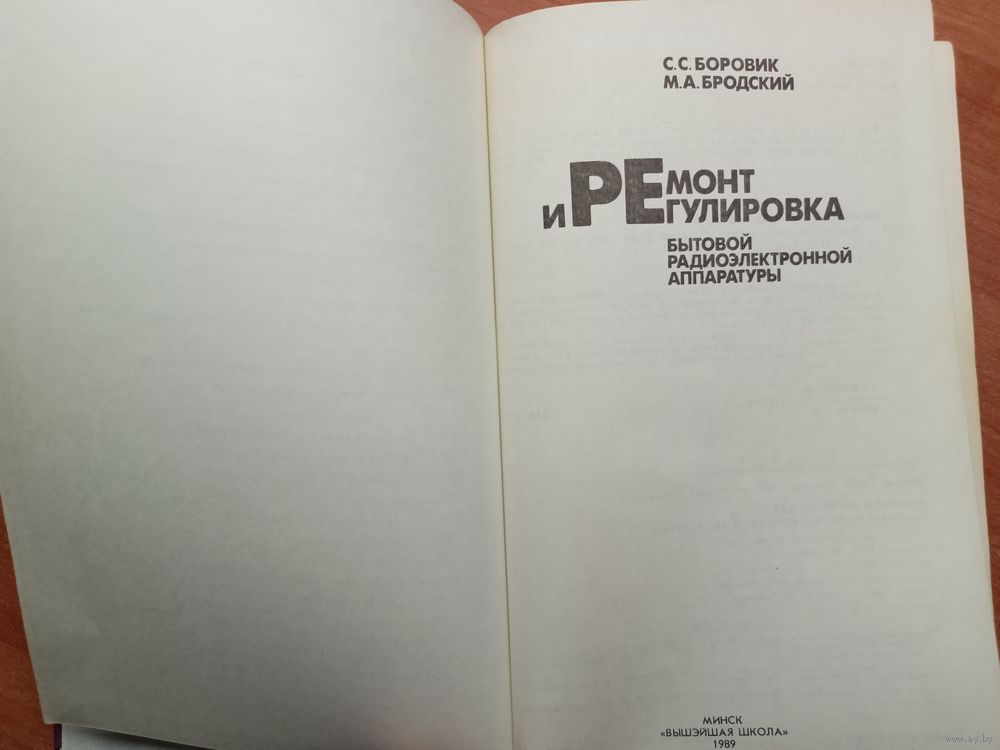 С.С. БОРОВИК
М.А. БРОДСКИЙ
РЕМОНТ
И РЕГУЛИРОВКА
БЫТОВОЙ
РАДИОЭЛЕКТРОННОЙ
АППАРАТУРЫ
МИНСК
«ВЫШЭЙШАЯ ШКОЛА»
1989
www.ay.by